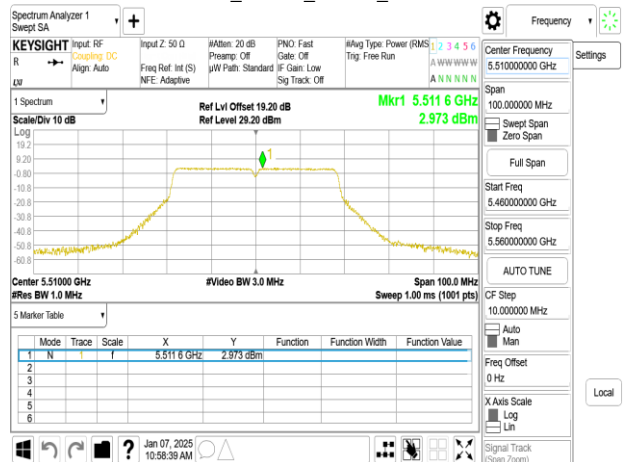 Spectrum Analyzer 1
Swept SA
Frequency
KEYSIGHT
R
Input: RF
Coupling: DC
Align: Auto
Input Z: 50 Ω
Freq Ref: Int (S)
NFE: Adaptive
#Atten: 20 dB
Preamp: Off
µW Path: Standard
PNO: Fast
Gate: Off
IF Gain: Low
Sig Track: Off
#Avg Type: Power (RMS
Trig: Free Run
1 2 3 4 5 6
A W W W W W
A N N N N N
1 Spectrum
Scale/Div 10 dB
Ref Lvl Offset 19.20 dB
Ref Level 29.20 dBm
Mkr1 5.511 6 GHz
2.973 dBm
Log
19.2
9.20
-0.80
-10.8
-20.8
-30.8
-40.8
-50.8
-60.8
1
Center 5.51000 GHz
#Res BW 1.0 MHz
#Video BW 3.0 MHz
Span 100.0 MHz
Sweep 1.00 ms (1001 pts)
5 Marker Table
Mode Trace Scale X Y Function Function Width Function Value
1 N 1 f 5.511 6 GHz 2.973 dBm
2
3
4
5
6
Jan 07, 2025
10:58:39 AM
Center Frequency
5.510000000 GHz
Settings
Span
100.000000 MHz
Swept Span
Zero Span
Full Span
Start Freq
5.460000000 GHz
Stop Freq
5.560000000 GHz
AUTO TUNE
CF Step
10.000000 MHz
Auto
Man
Freq Offset
0 Hz
X Axis Scale
Log
Lin
Local
Signal Track
(Span Zoom)